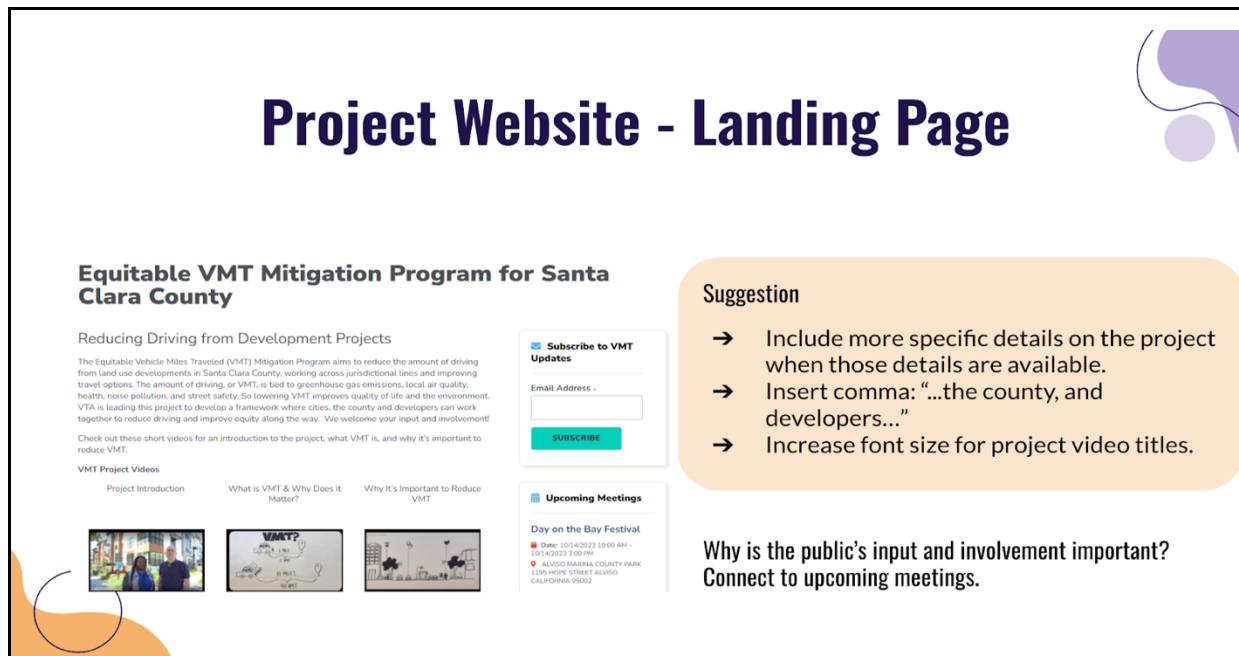 Project Website - Landing Page
Equitable VMT Mitigation Program for Santa
Clara County
Reducing Driving from Development Projects
The Equitable Vehicle Miles Traveled (VMT) Mitigation Program aims to reduce the amount of driving
from land use developments in Santa Clara County, working across jurisdictional lines and improving
travel options. The amount of driving, or VMT, is tied to greenhouse gas emissions, local air quality,
health, noise pollution, and street safety. So lowering VMT improves quality of life and the environment.
VTA is leading this project to develop a framework where cities, the county and developers can work
together to reduce driving and improve equity along the way. We welcome your input and involvement!
Check out these short videos for an introduction to the project, what VMT is, and why it's important to
reduce VMT.
VMT Project Videos
Project Introduction
What is VMT & Why Does it
Matter?
Why It's Important to Reduce
VMT
VMT?
Subscribe to VMT
Updates
Email Address
SUBSCRIBE
Upcoming Meetings
Day on the Bay Festival
Date: 10/14/2023 10:00 AM -
10/14/2023 3:00 PM
ALVISO MARINA COUNTY PARK
1195 HOPE STREET ALVISO
CALIFORNIA 95002
Suggestion
➔ Include more specific details on the project
when those details are available.
➔ Insert comma: “...the county, and
developers...”
➔ Increase font size for project video titles.
Why is the public’s input and involvement important?
Connect to upcoming meetings.